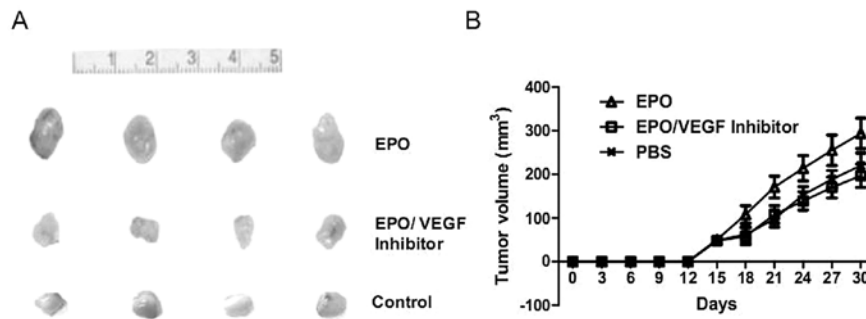 A
1 2 3 4 5
EPO
EPO/ VEGF
Inhibitor
Control
B
Tumor volume (mm³)
400
300
200
100
0
-100
EPO
EPO/VEGF Inhibitor
PBS
0 3 6 9 12 15 18 21 24 27 30
Days